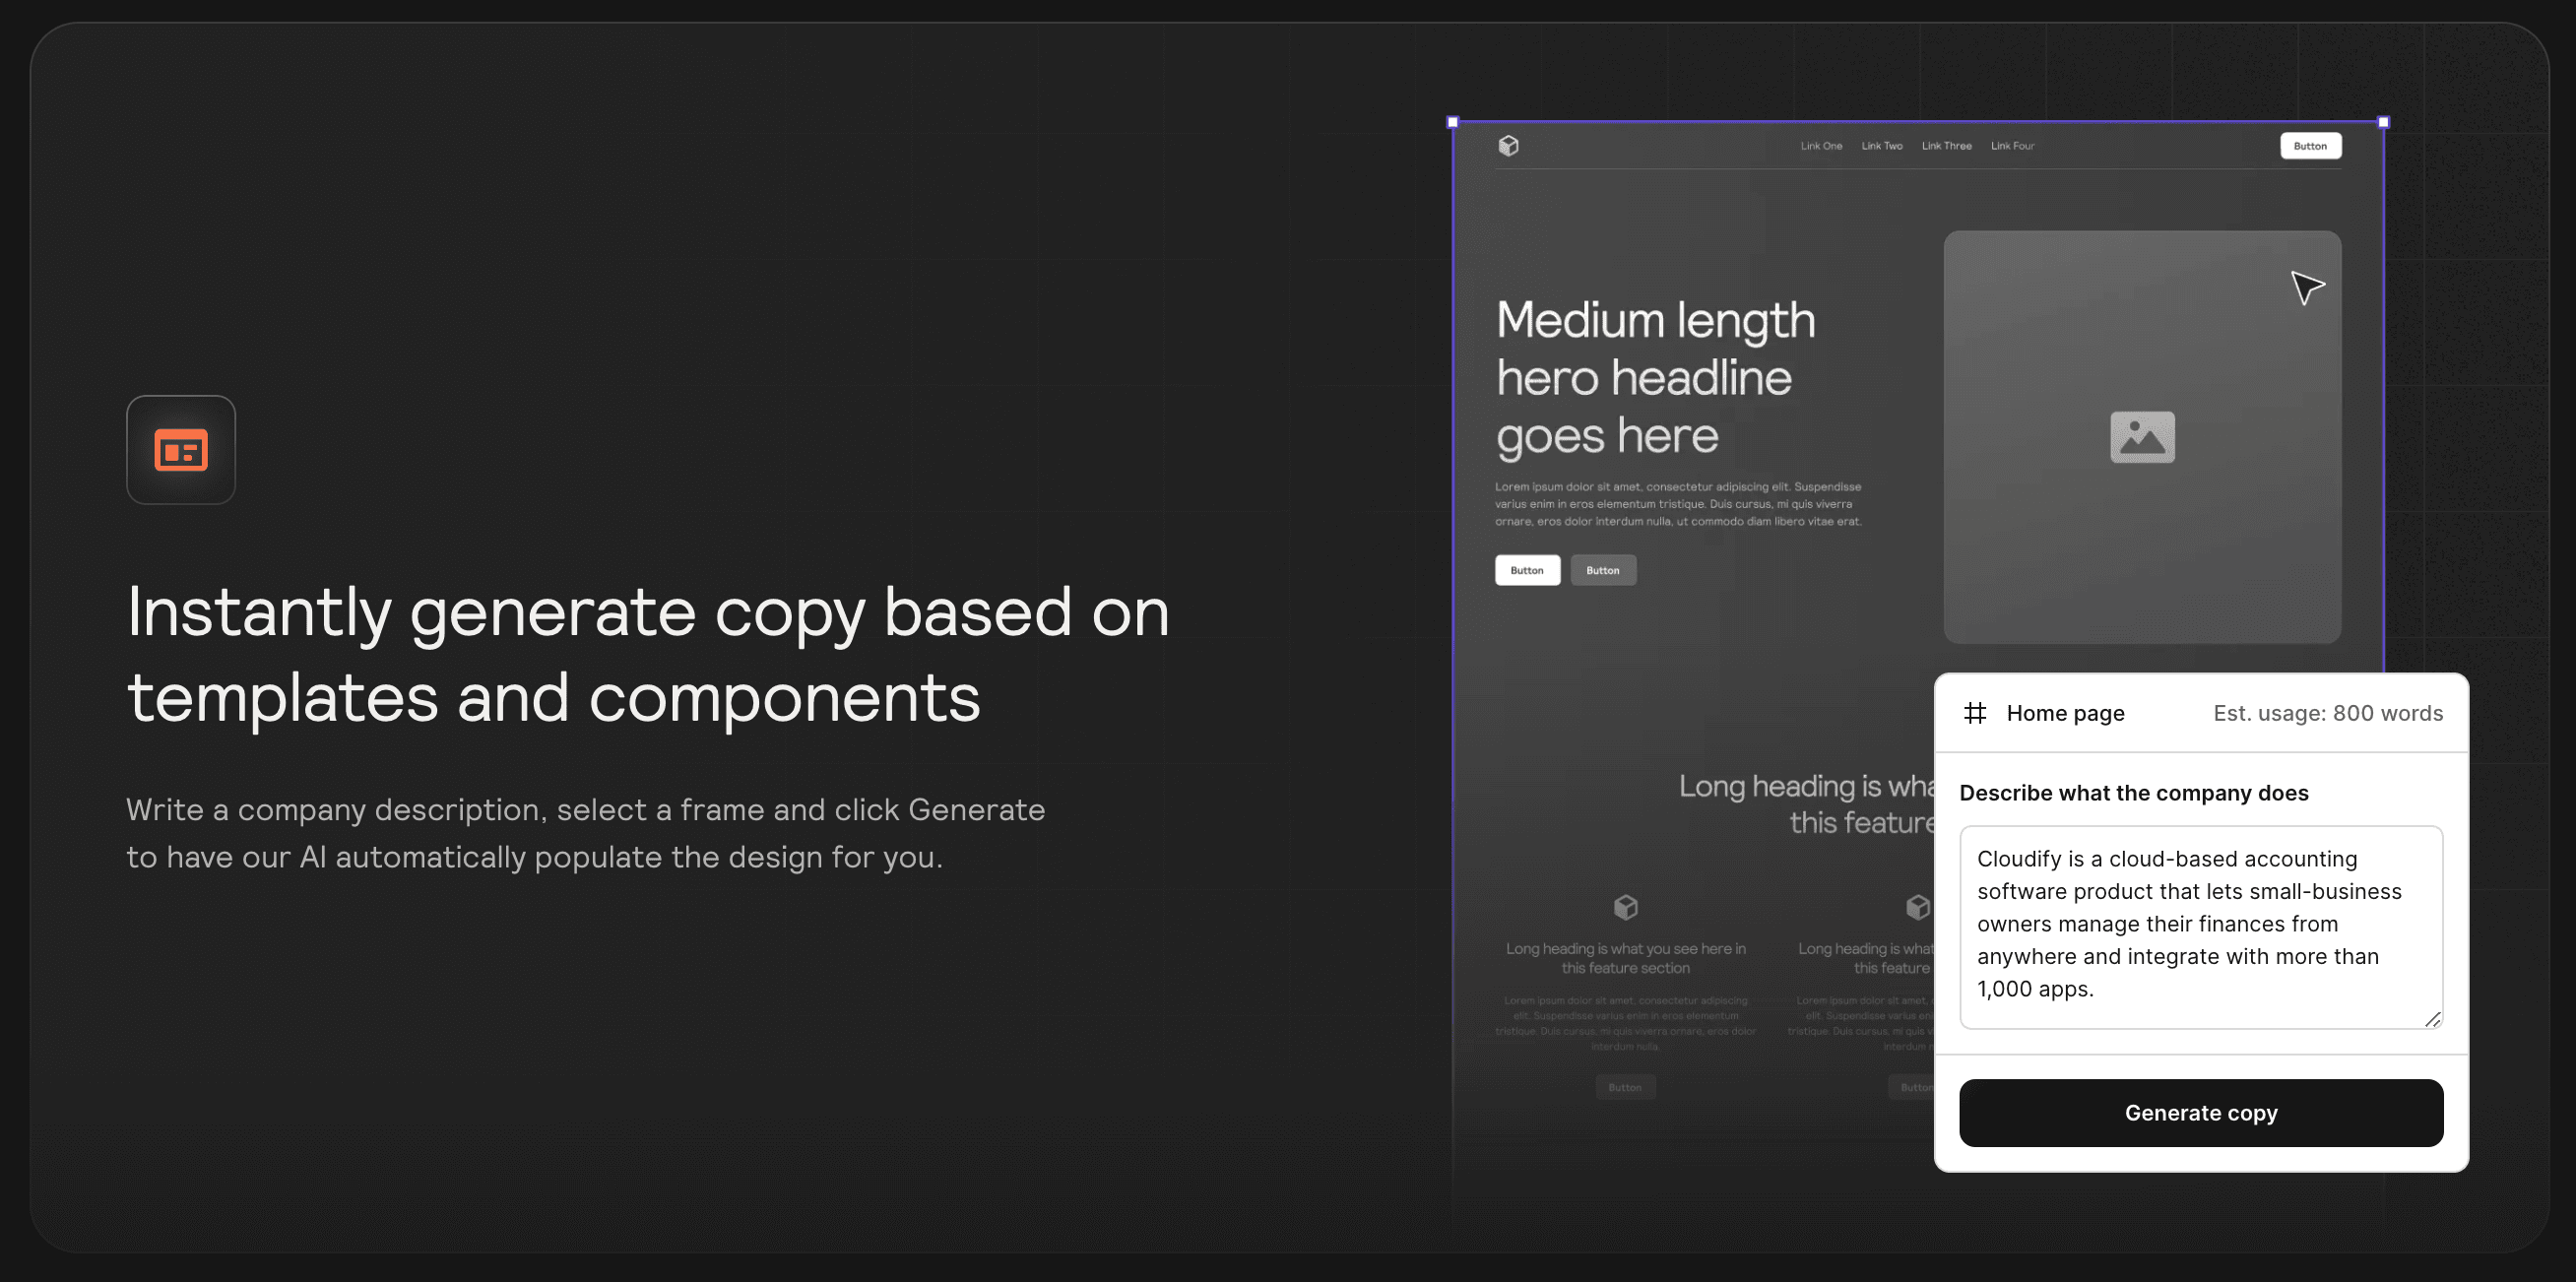 Instantly generate copy based on
templates and components
Write a company description, select a frame and click Generate
to have our AI automatically populate the design for you.
Link One
Link Two
Link Three
Link Four
Button
Medium length
hero headline
goes here
Lorem ipsum dolor sit amet, consectetur adipiscing elit. Suspendisse
varius enim in eros elementum tristique. Duis cursus, mi quis viverra
ornare, eros dolor interdum nulla, ut commodo diam libero vitae erat.
Button
Button
Long heading is wha
this feature
Long heading is what you see here in
this feature section
Lorem ipsum dolor sit amet, consectetur adipiscing
elit. Suspendisse varius enim in eros elementum
tristique. Duis cursus, mi quis viverra ornare, eros dolor
interdum nulla.
Button
Long heading is what
this feature
Lorem ipsum dolor sit amet,
elit. Suspendisse varius en
tristique. Duis cursus, mi quis v
interdum n
Button
Home page
Est. usage: 800 words
Describe what the company does
Cloudify is a cloud-based accounting
software product that lets small-business
owners manage their finances from
anywhere and integrate with more than
1,000 apps.
Generate copy